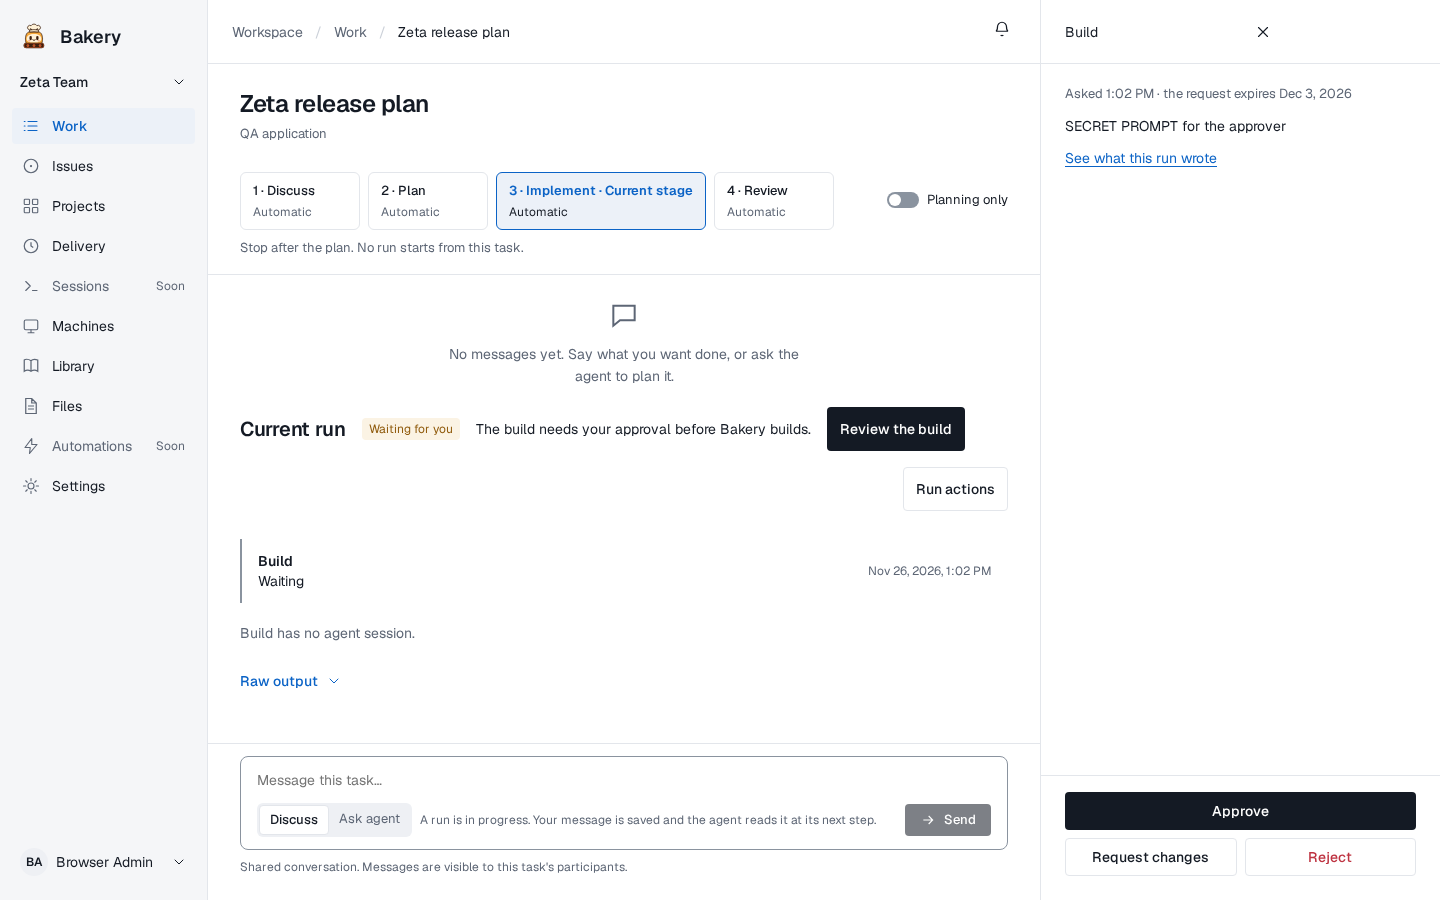 Bakery
Zeta Team
Work
Issues
Projects
Delivery
Sessions Soon
Machines
Library
Files
Automations Soon
Settings
BA Browser Admin
Workspace / Work / Zeta release plan
Zeta release plan
QA application
1 · Discuss
Automatic
2 · Plan
Automatic
3 · Implement · Current stage
Automatic
4 · Review
Automatic
Planning only
Stop after the plan. No run starts from this task.
No messages yet. Say what you want done, or ask the
agent to plan it.
Current run Waiting for you The build needs your approval before Bakery builds. Review the build
Run actions
Build
Waiting
Nov 26, 2026, 1:02 PM
Build has no agent session.
Raw output
Message this task...
Discuss Ask agent A run is in progress. Your message is saved and the agent reads it at its next step. Send
Shared conversation. Messages are visible to this task's participants.
Build
Asked 1:02 PM · the request expires Dec 3, 2026
SECRET PROMPT for the approver
See what this run wrote
Approve
Request changes Reject